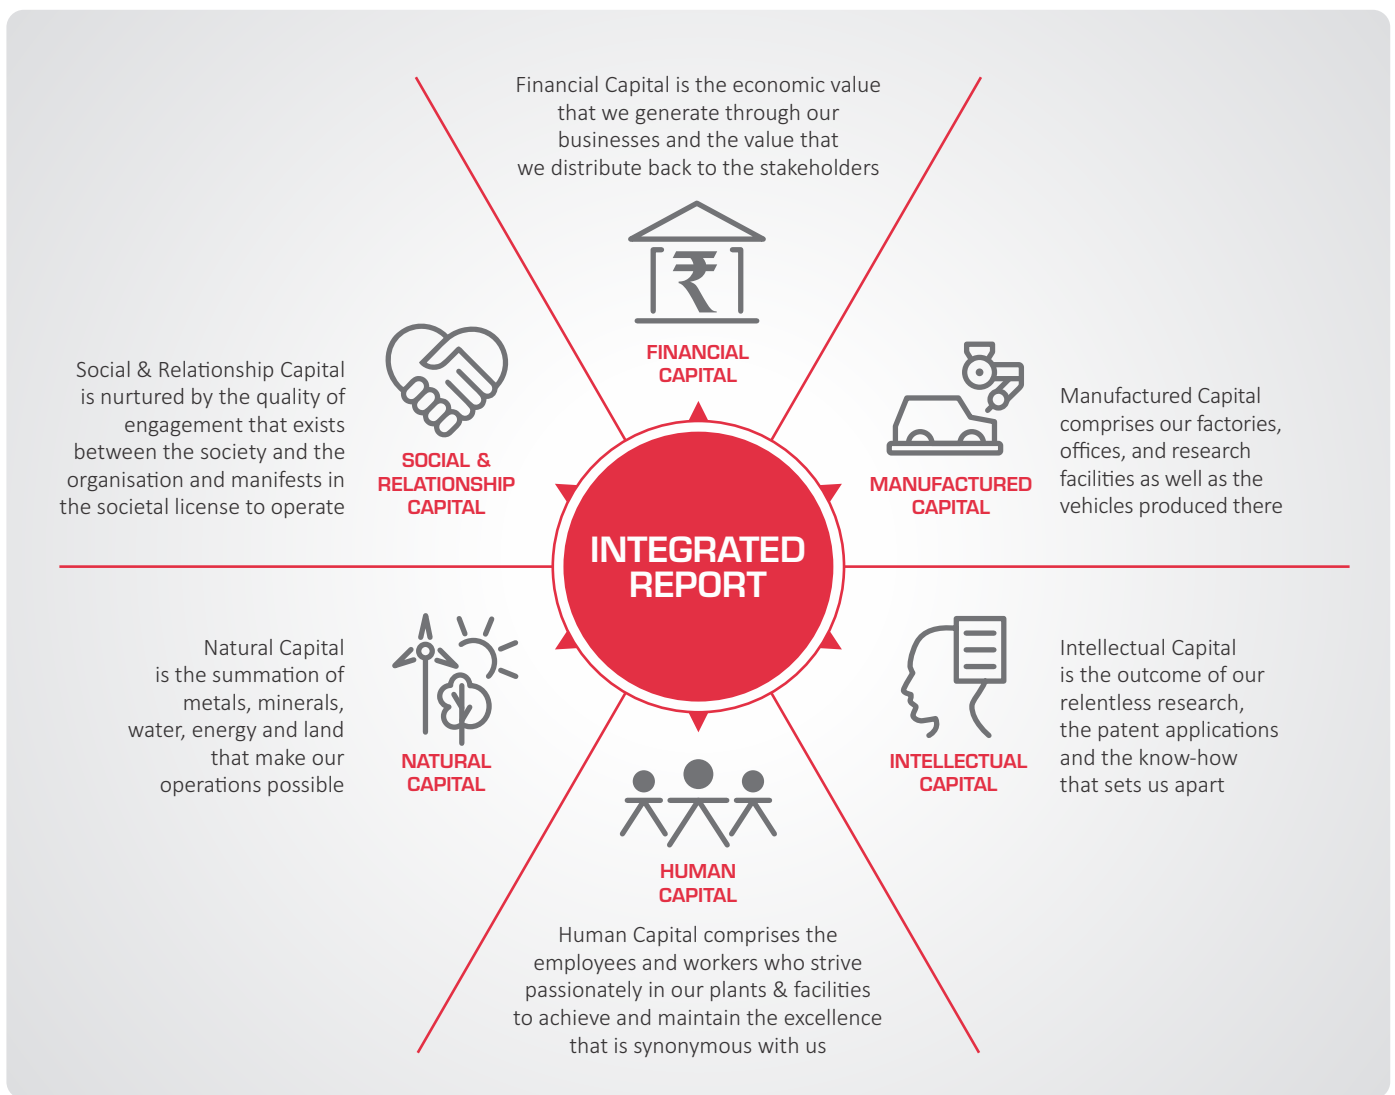 Financial Capital is the economic value
that we generate through our
businesses and the value that
we distribute back to the stakeholders
₹
FINANCIAL
CAPITAL
Social & Relationship Capital
is nurtured by the quality of
engagement that exists
between the society and the
organisation and manifests in
the societal license to operate
SOCIAL &
RELATIONSHIP
CAPITAL
MANUFACTURED
CAPITAL
Manufactured Capital
comprises our factories,
offices, and research
facilities as well as the
vehicles produced there
INTEGRATED
REPORT
Natural Capital
is the summation of
metals, minerals,
water, energy and land
that make our
operations possible
NATURAL
CAPITAL
INTELLECTUAL
CAPITAL
Intellectual Capital
is the outcome of our
relentless research,
the patent applications
and the know-how
that sets us apart
HUMAN
CAPITAL
Human Capital comprises the
employees and workers who strive
passionately in our plants & facilities
to achieve and maintain the excellence
that is synonymous with us